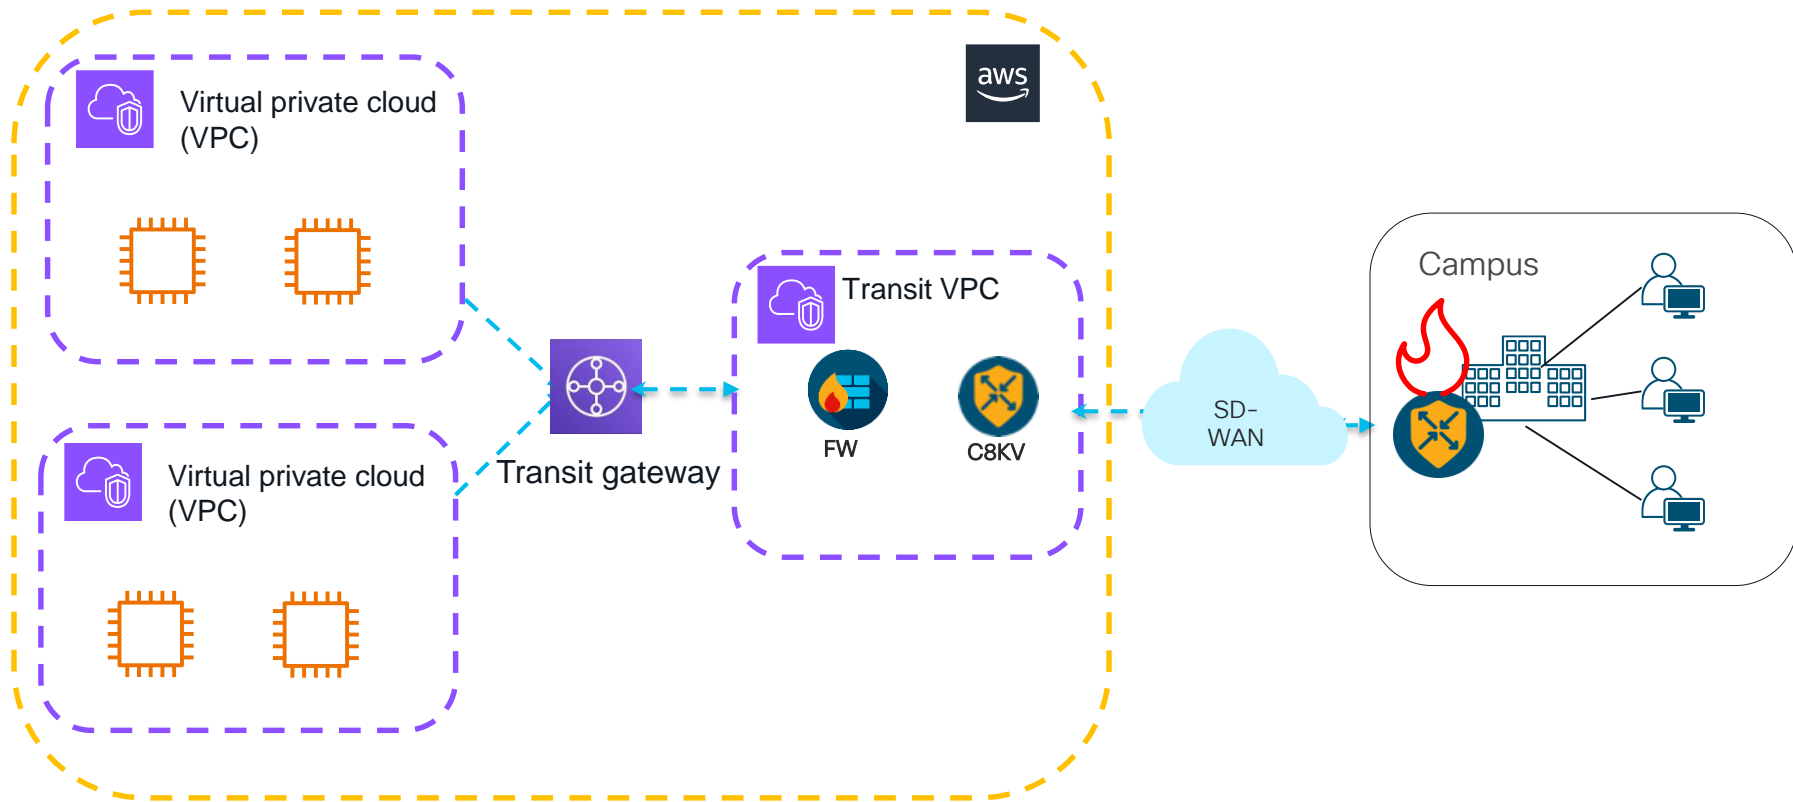 aws
Virtual private cloud
(VPC)
Transit VPC
Campus
FW
C8KV
SD-
WAN
Transit gateway
Virtual private cloud
(VPC)